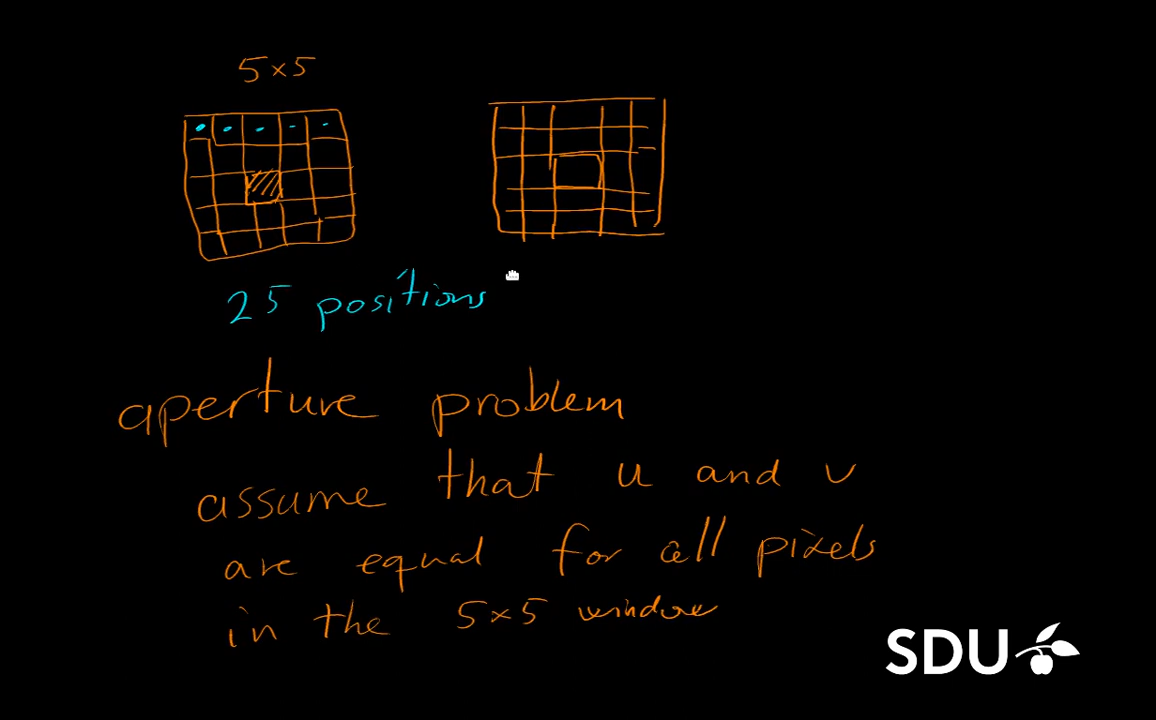 5×5
25 positions
aperture problem
assume that u and v
are equal for all pixels
in the 5×5 window
SDU